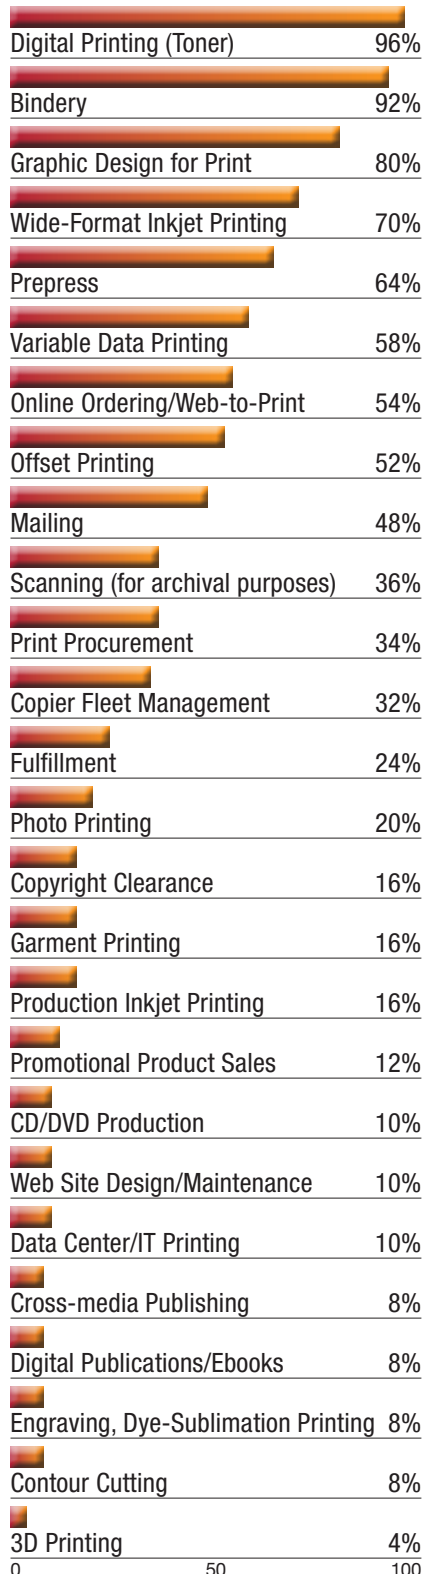 Digital Printing (Toner) 96%
Bindery 92%
Graphic Design for Print 80%
Wide-Format Inkjet Printing 70%
Prepress 64%
Variable Data Printing 58%
Online Ordering/Web-to-Print 54%
Offset Printing 52%
Mailing 48%
Scanning (for archival purposes) 36%
Print Procurement 34%
Copier Fleet Management 32%
Fulfillment 24%
Photo Printing 20%
Copyright Clearance 16%
Garment Printing 16%
Production Inkjet Printing 16%
Promotional Product Sales 12%
CD/DVD Production 10%
Web Site Design/Maintenance 10%
Data Center/IT Printing 10%
Cross-media Publishing 8%
Digital Publications/Ebooks 8%
Engraving, Dye-Sublimation Printing 8%
Contour Cutting 8%
3D Printing 4%
0 50 100